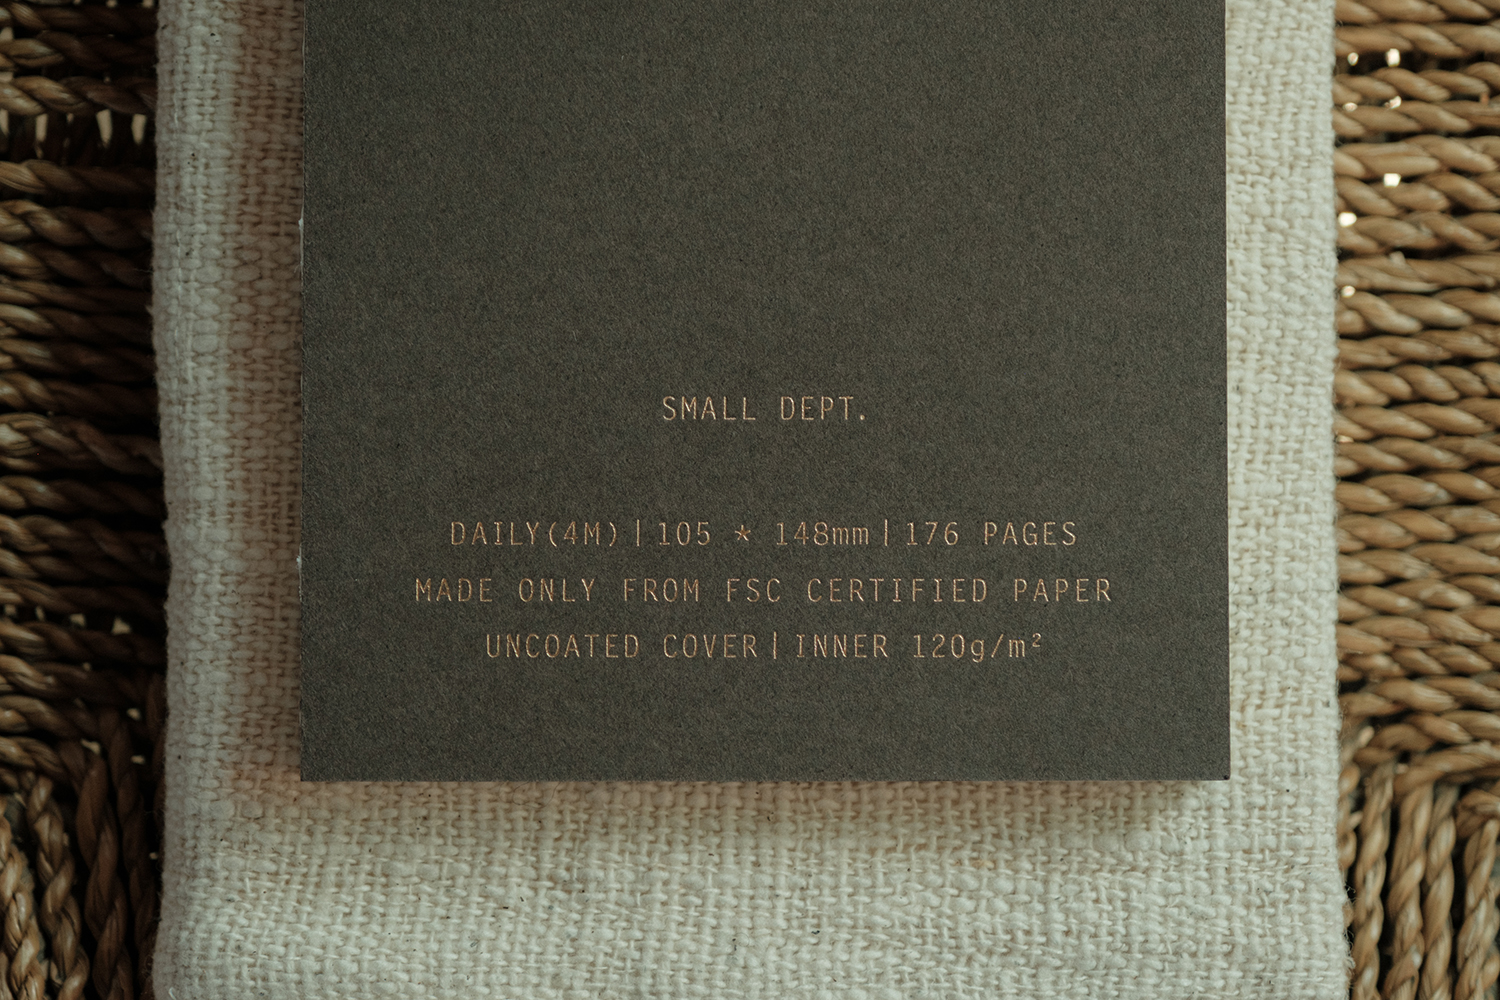 SMALL DEPT.
DAILY(4M)|105 * 148mm|176 PAGES
MADE ONLY FROM FSC CERTIFIED PAPER
UNCOATED COVER|INNER 120g/m²